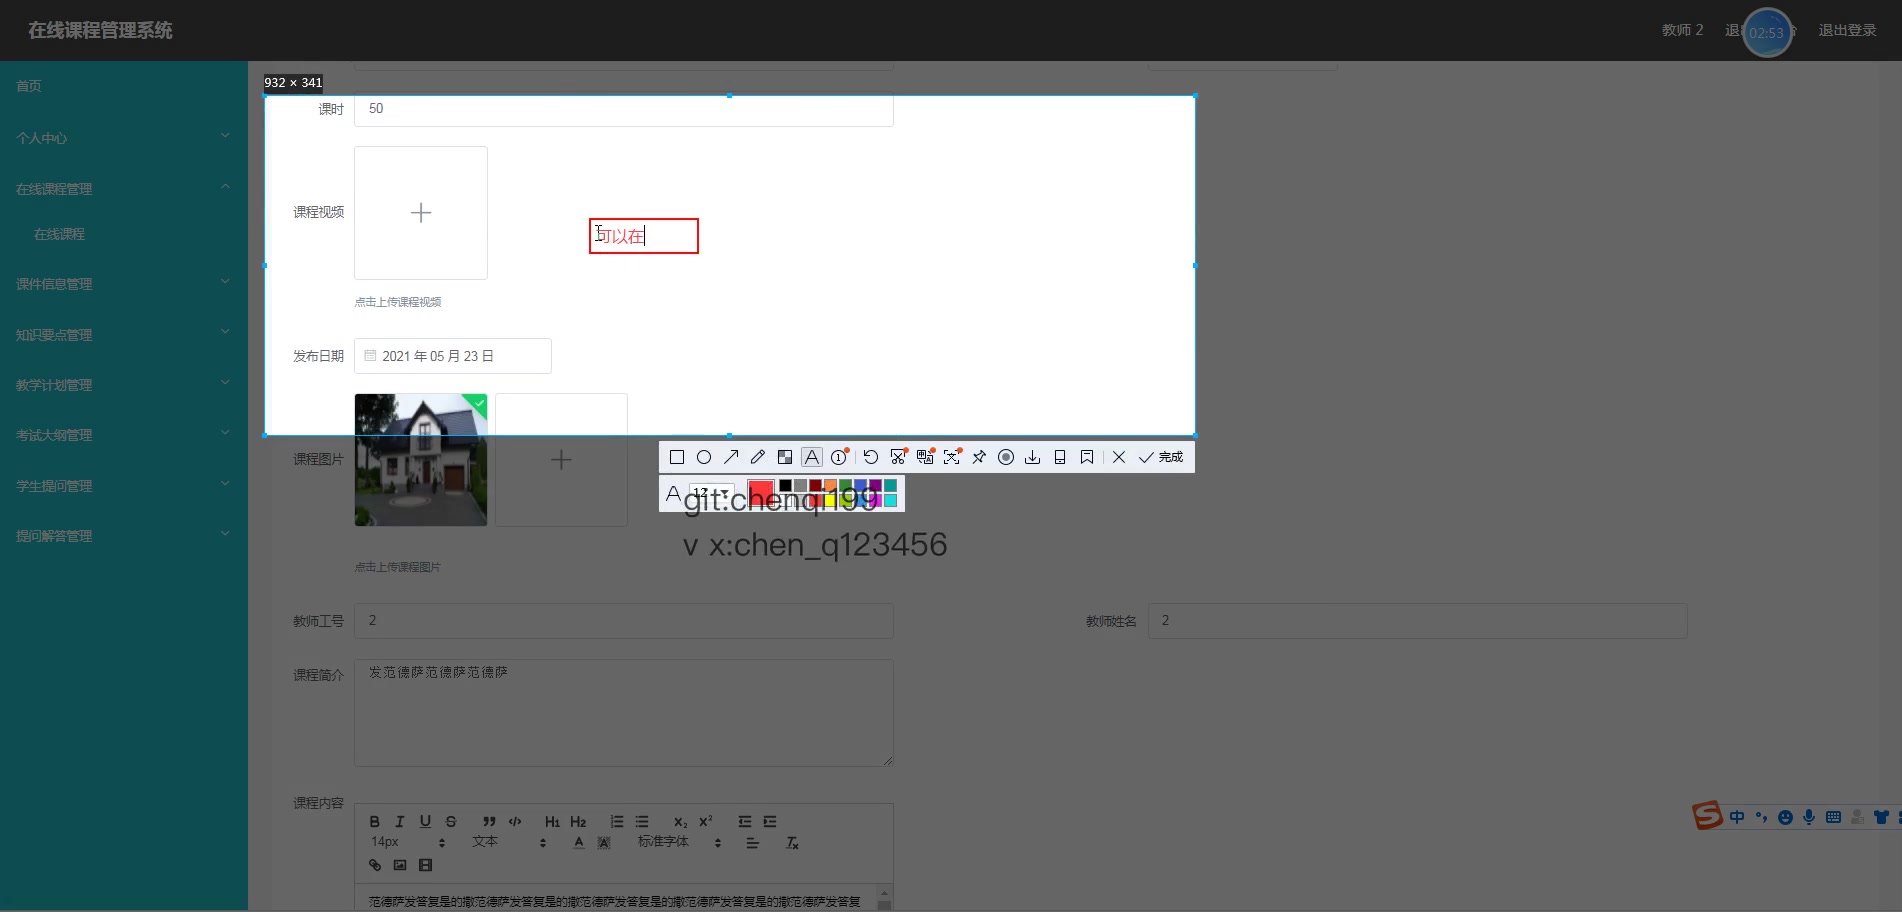 在线课程管理系统
教师 2
退
02:53
退出登录
首页
个人中心
在线课程管理
在线课程
课件信息管理
知识要点管理
教学计划管理
考试大纲管理
学生提问管理
提问解答管理
932 × 341
课时
50
课程视频
可以在
点击上传课程视频
发布日期
2021 年 05 月 23 日
课程图片
完成
12
git:chenqi199
v x:chen_q123456
点击上传课程图片
教师工号
2
教师姓名
2
课程简介
发范德萨范德萨范德萨
课程内容
B I U S ” </> H1 H2 x₂ x²
14px
文本
A
A
标准字体
Tx
范德萨发答复是的撒范德萨发答复是的撒范德萨发答复是的撒范德萨发答复是的撒范德萨发答复
S 中